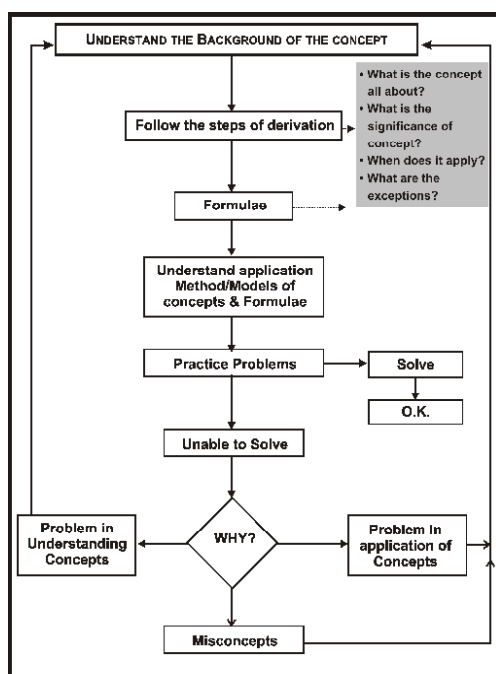 UNDERSTAND THE BACKGROUND OF THE CONCEPT
• What is the concept
all about?
• What is the
significance of
concept?
• When does it apply?
• What are the
exceptions?
Follow the steps of derivation
Formulae
Understand application
Method/Models of
concepts & Formulae
Practice Problems
Solve
O.K.
Unable to Solve
WHY?
Problem in
Understanding
Concepts
Problem In
application of
Concepts
Misconcepts